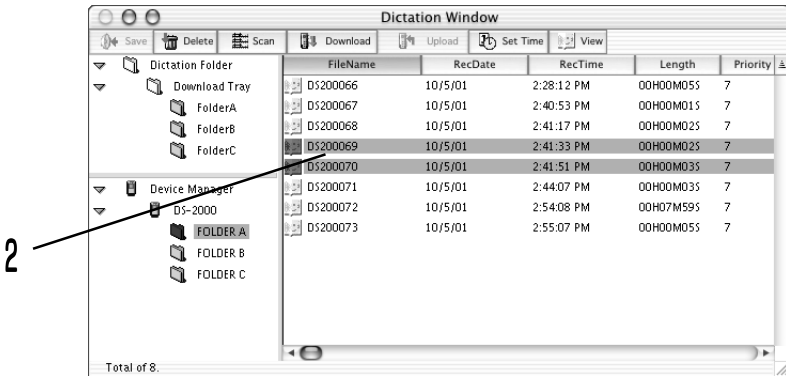 Dictation Window
Save Delete Scan Download Upload Set Time View
Dictation Folder
Download Tray
FolderA
FolderB
FolderC
Device Manager
DS-2000
FOLDER A
FOLDER B
FOLDER C
FileName RecDate RecTime Length Priority
DS200066 10/5/01 2:28:12 PM 00H00M05S 7
DS200067 10/5/01 2:40:53 PM 00H00M01S 7
DS200068 10/5/01 2:41:17 PM 00H00M02S 7
DS200069 10/5/01 2:41:33 PM 00H00M02S 7
DS200070 10/5/01 2:41:51 PM 00H00M03S 7
DS200071 10/5/01 2:44:07 PM 00H00M03S 7
DS200072 10/5/01 2:54:08 PM 00H07M59S 7
DS200073 10/5/01 2:55:07 PM 00H00M05S 7
2
Total of 8.